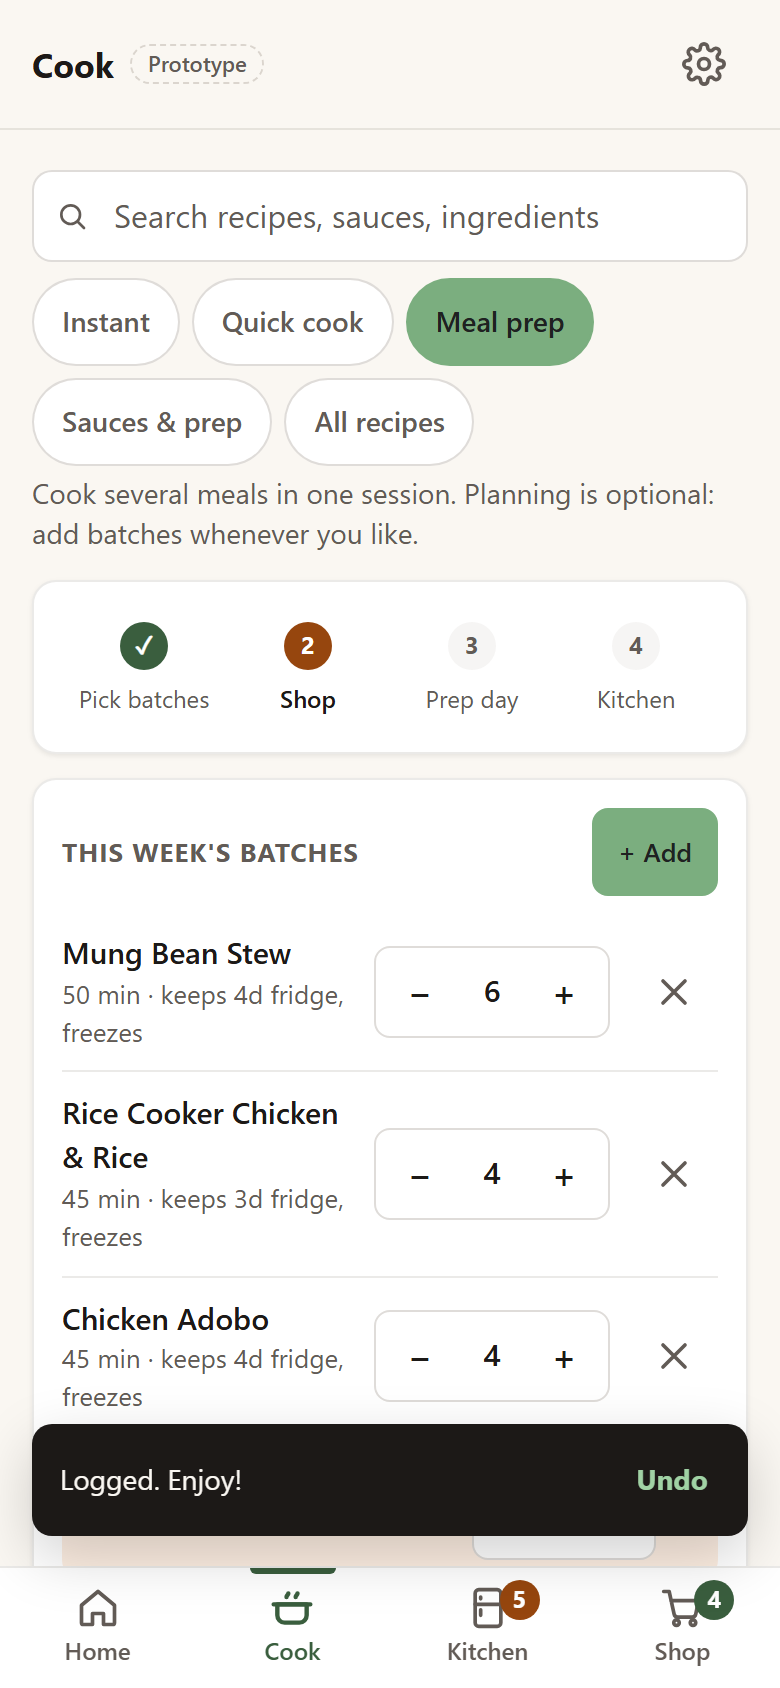 Cook
Prototype
Search recipes, sauces, ingredients
Instant
Quick cook
Meal prep
Sauces & prep
All recipes
Cook several meals in one session. Planning is optional:
add batches whenever you like.
✓
2
3
4
Pick batches
Shop
Prep day
Kitchen
THIS WEEK'S BATCHES
+ Add
Mung Bean Stew
50 min · keeps 4d fridge,
freezes
– 6 +
Rice Cooker Chicken
& Rice
45 min · keeps 3d fridge,
freezes
– 4 +
Chicken Adobo
45 min · keeps 4d fridge,
freezes
– 4 +
Logged. Enjoy!
Undo
5
4
Home
Cook
Kitchen
Shop